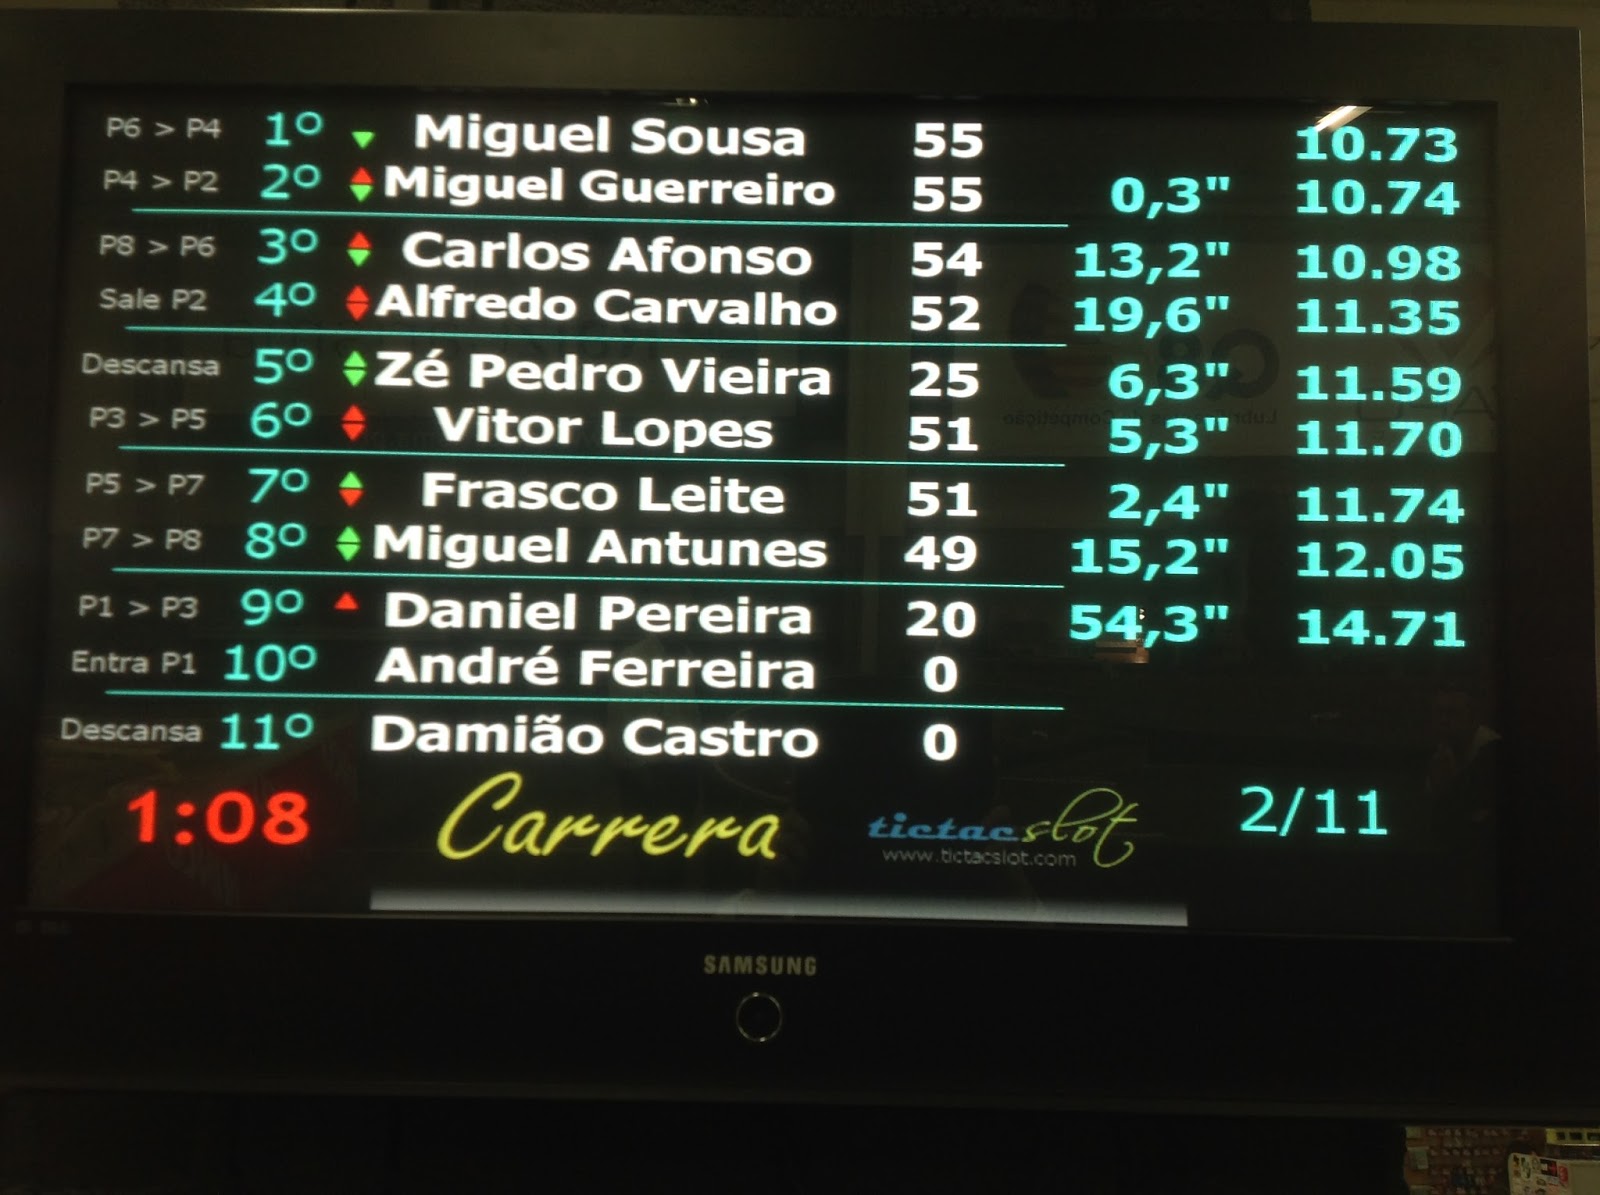 P6 > P4 1º Miguel Sousa 55 10.73
P4 > P2 2º Miguel Guerreiro 55 0,3" 10.74
P8 > P6 3º Carlos Afonso 54 13,2" 10.98
Sale P2 4º Alfredo Carvalho 52 19,6" 11.35
Descansa 5º Zé Pedro Vieira 25 6,3" 11.59
P3 > P5 6º Vitor Lopes 51 5,3" 11.70
P5 > P7 7º Frasco Leite 51 2,4" 11.74
P7 > P8 8º Miguel Antunes 49 15,2" 12.05
P1 > P3 9º Daniel Pereira 20 54,3" 14.71
Entra P1 10º André Ferreira 0
Descansa 11º Damião Castro 0
1:08 Carrera tictacslot 2/11
www.tictacslot.com
SAMSUNG